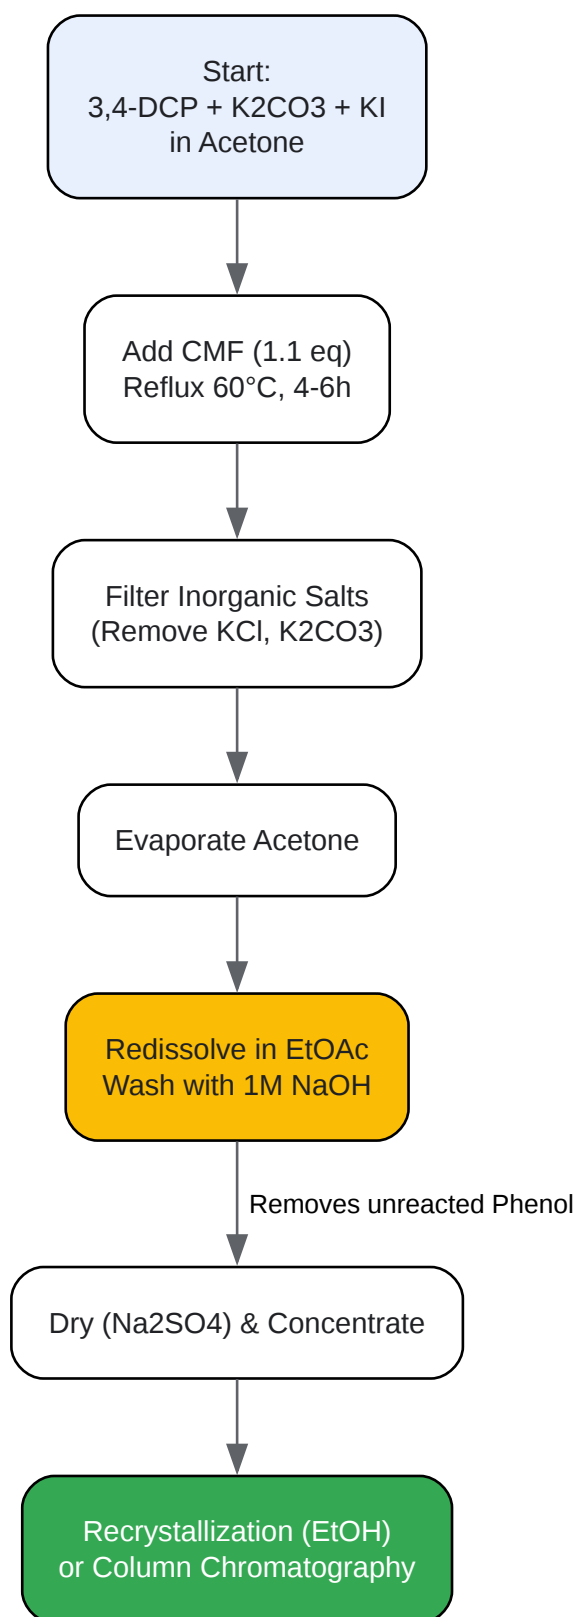 Start:
3,4-DCP + K2CO3 + KI
in Acetone
Add CMF (1.1 eq)
Reflux 60°C, 4-6h
Filter Inorganic Salts
(Remove KCl, K2CO3)
Evaporate Acetone
Redissolve in EtOAc
Wash with 1M NaOH
Removes unreacted Phenol
Dry (Na2SO4) & Concentrate
Recrystallization (EtOH)
or Column Chromatography